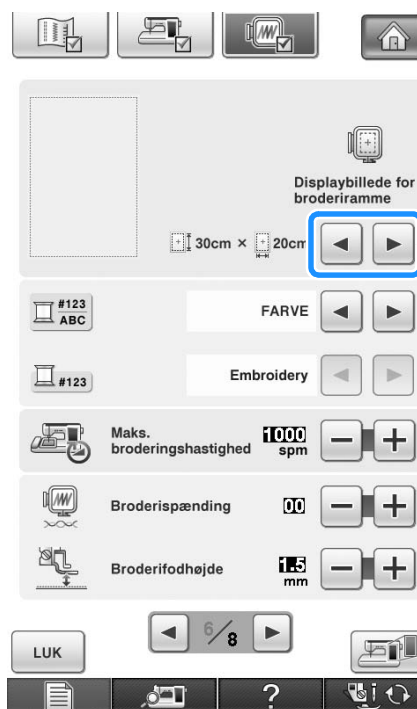 Displaybillede for
broderiramme
30cm × 20cm
#123
ABC
FARVE
#123
Embroidery
Maks.
broderingshastighed
1000
spm
Broderispænding
00
Broderifodhøjde
1.5
mm
LUK
6/8
?